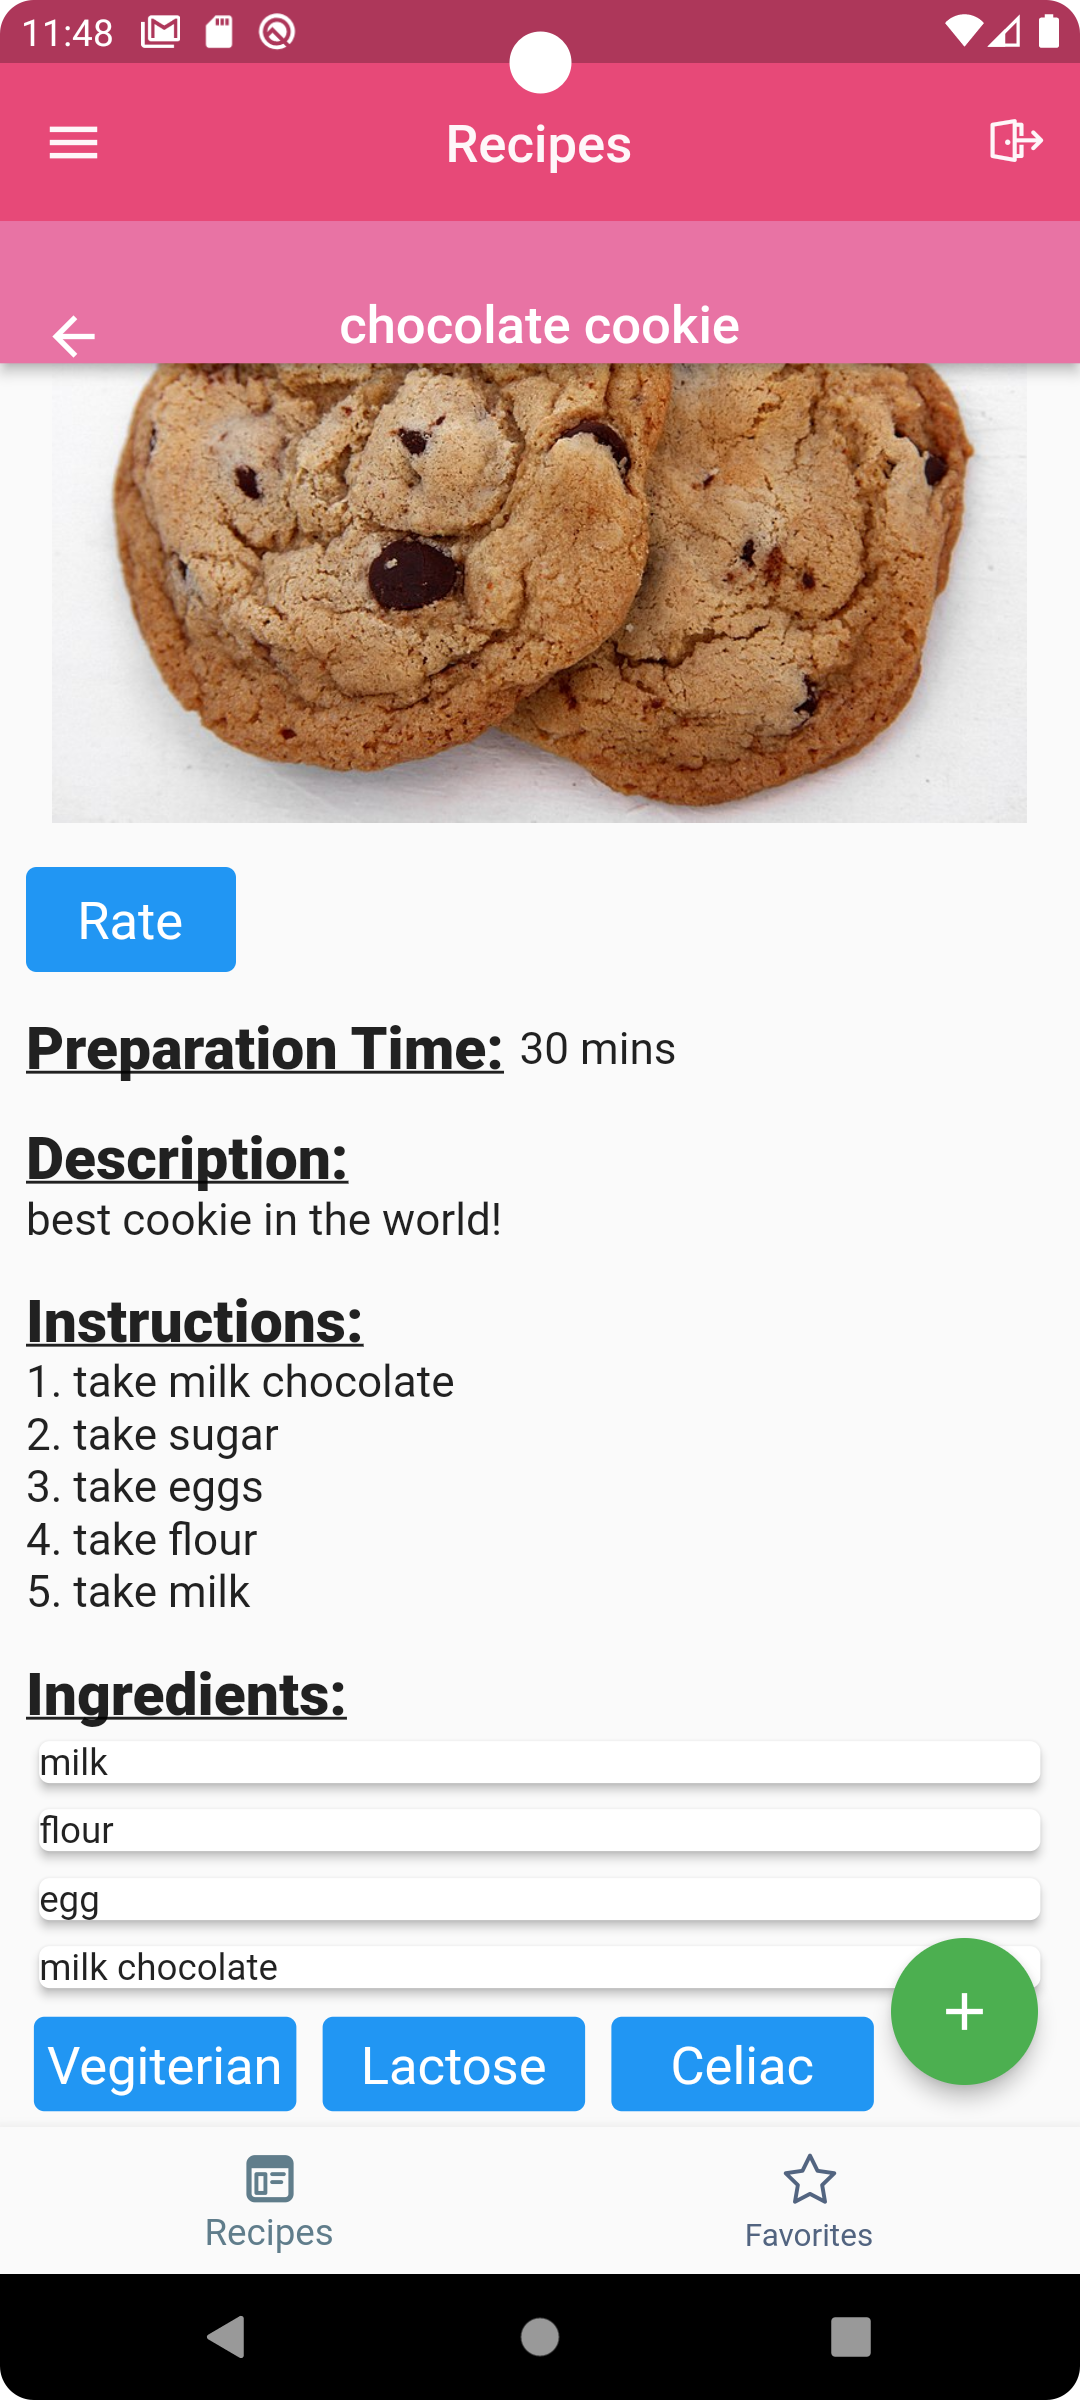 11:48
Recipes
chocolate cookie
Rate
Preparation Time: 30 mins
Description:
best cookie in the world!
Instructions:
1. take milk chocolate
2. take sugar
3. take eggs
4. take flour
5. take milk
Ingredients:
milk
flour
egg
milk chocolate
Vegiterian Lactose Celiac
Recipes Favorites